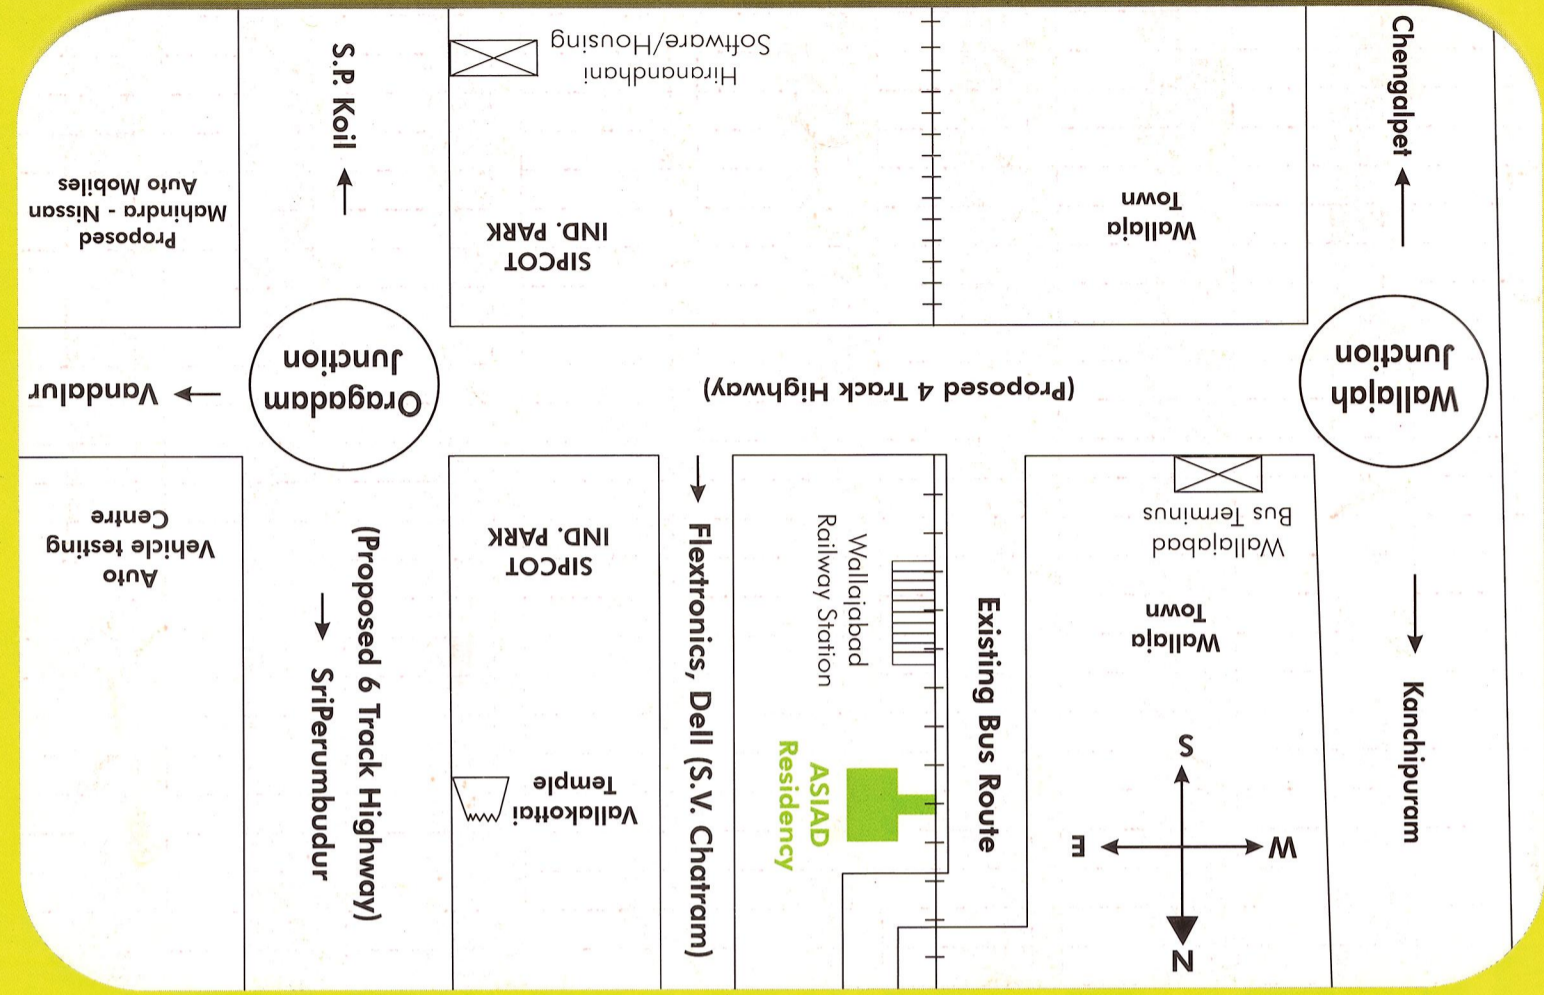 N
W
E
S
Kanchipuram
Wallaja
Town
Wallajabad
Bus Terminus
Existing Bus Route
ASIAD
Residency
Wallajabad
Railway Station
Flextronics, Dell (S.V. Chatram)
Vallakottai
Temple
SIPCOT
IND. PARK
(Proposed 6 Track Highway)
SriPerumbudur
Auto
Vehicle testing
Centre
Wallajah
Junction
(Proposed 4 Track Highway)
Oragadam
Junction
Vandalur
Chengalpet
Wallaja
Town
SIPCOT
IND. PARK
Hiranandhani
Software/Housing
S.P. Koil
Proposed
Mahindra - Nissan
Auto Mobiles